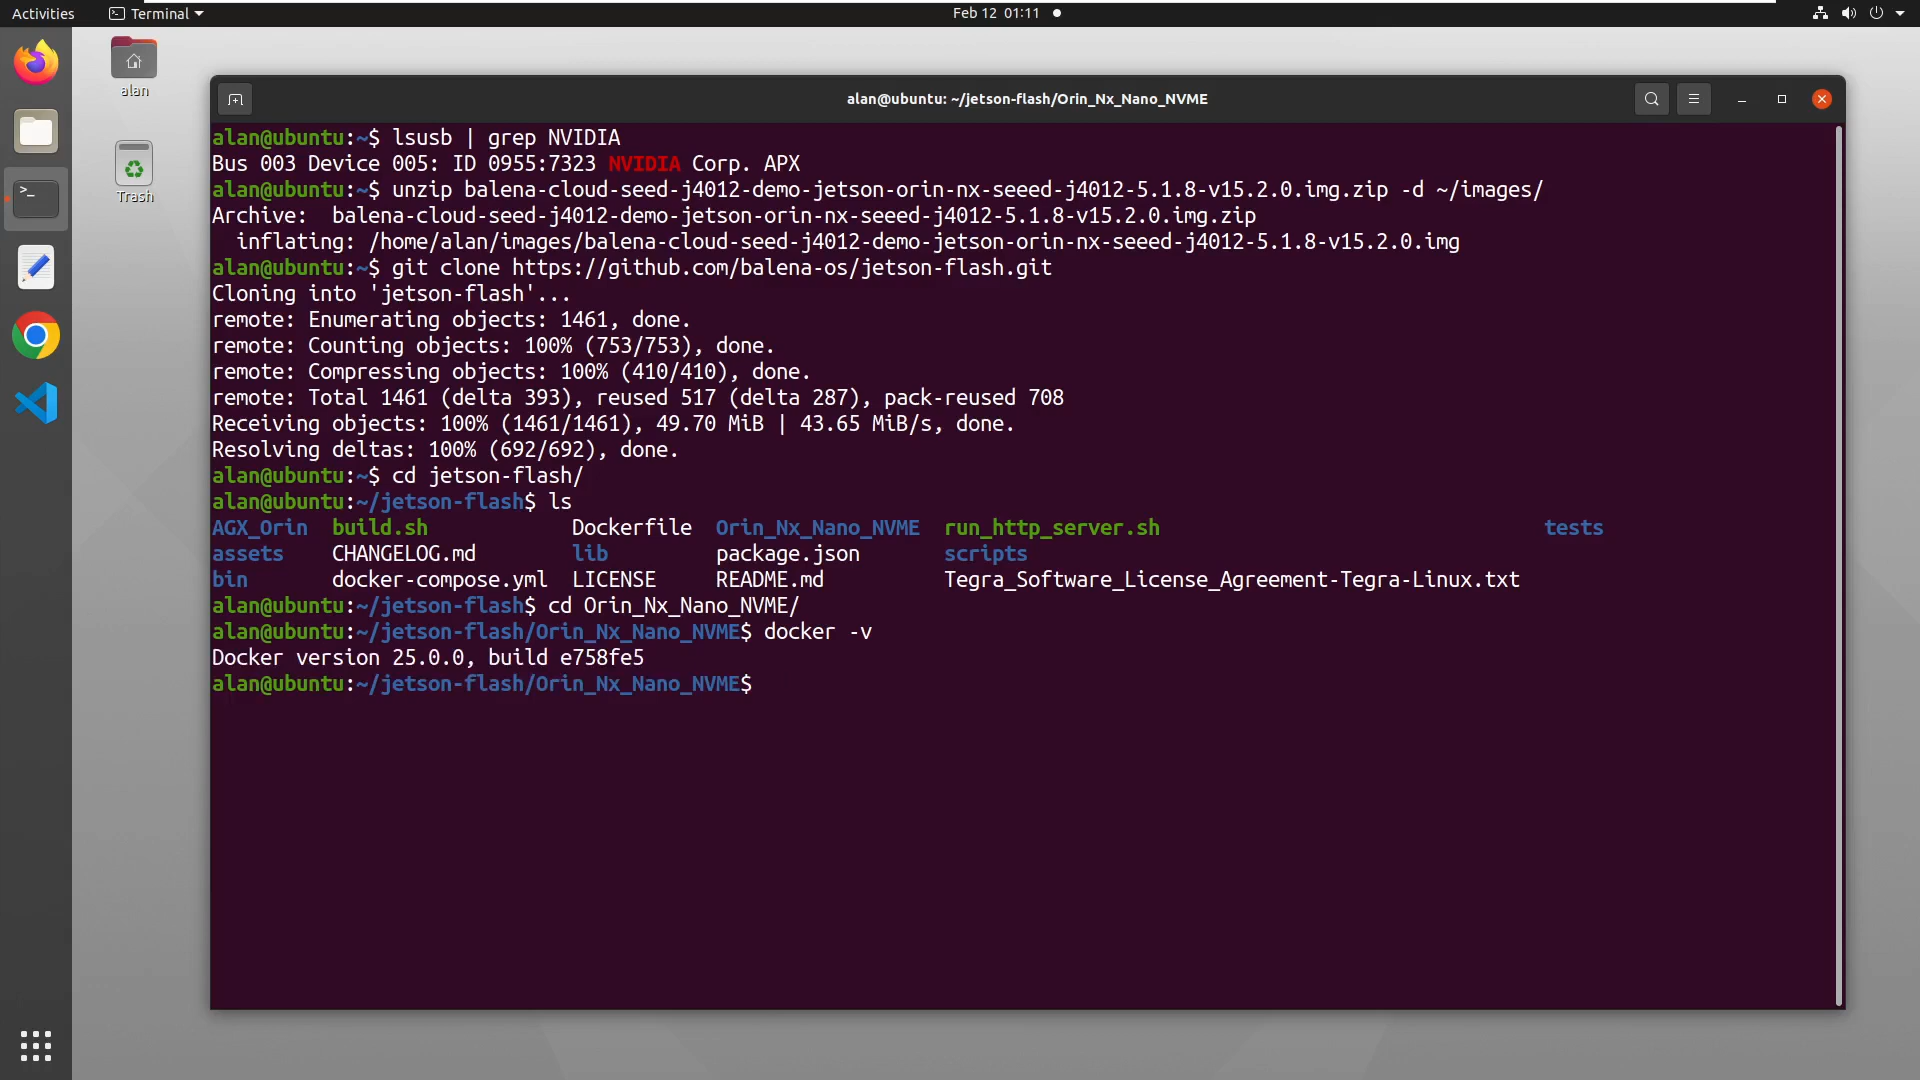 Activities
Terminal
Feb 12 01:11
alan
Trash
alan@ubuntu: ~/jetson-flash/Orin_Nx_Nano_NVME
alan@ubuntu:~$ lsusb | grep NVIDIA
Bus 003 Device 005: ID 0955:7323 NVIDIA Corp. APX
alan@ubuntu:~$ unzip balena-cloud-seed-j4012-demo-jetson-orin-nx-seeed-j4012-5.1.8-v15.2.0.img.zip -d ~/images/
Archive:  balena-cloud-seed-j4012-demo-jetson-orin-nx-seeed-j4012-5.1.8-v15.2.0.img.zip
  inflating: /home/alan/images/balena-cloud-seed-j4012-demo-jetson-orin-nx-seeed-j4012-5.1.8-v15.2.0.img
alan@ubuntu:~$ git clone https://github.com/balena-os/jetson-flash.git
Cloning into 'jetson-flash'...
remote: Enumerating objects: 1461, done.
remote: Counting objects: 100% (753/753), done.
remote: Compressing objects: 100% (410/410), done.
remote: Total 1461 (delta 393), reused 517 (delta 287), pack-reused 708
Receiving objects: 100% (1461/1461), 49.70 MiB | 43.65 MiB/s, done.
Resolving deltas: 100% (692/692), done.
alan@ubuntu:~$ cd jetson-flash/
alan@ubuntu:~/jetson-flash$ ls
AGX_Orin  build.sh            Dockerfile  Orin_Nx_Nano_NVME  run_http_server.sh                                tests
assets    CHANGELOG.md        lib         package.json       scripts
bin       docker-compose.yml  LICENSE     README.md          Tegra_Software_License_Agreement-Tegra-Linux.txt
alan@ubuntu:~/jetson-flash$ cd Orin_Nx_Nano_NVME/
alan@ubuntu:~/jetson-flash/Orin_Nx_Nano_NVME$ docker -v
Docker version 25.0.0, build e758fe5
alan@ubuntu:~/jetson-flash/Orin_Nx_Nano_NVME$